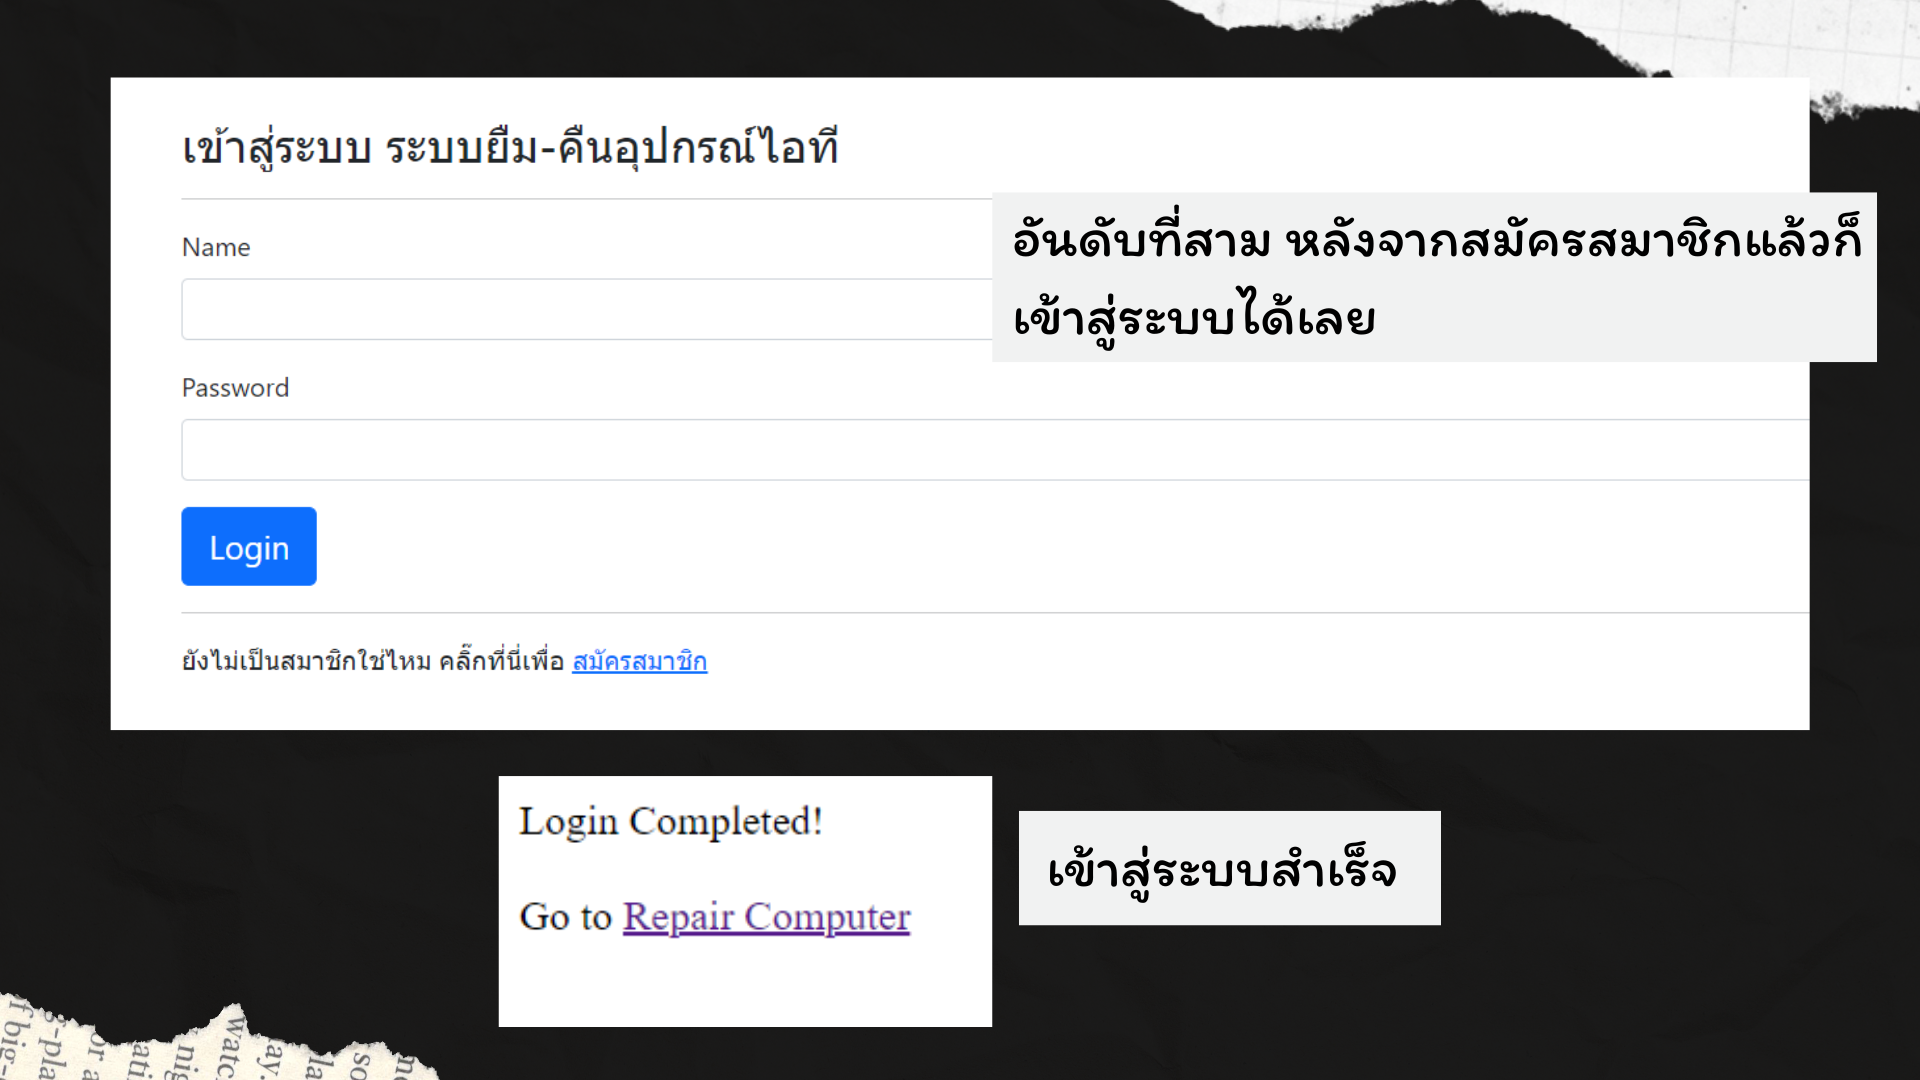 เข้าสู่ระบบ ระบบยืม-คืนอุปกรณ์ไอที
อันดับที่สาม หลังจากสมัครสมาชิกแล้วก็
เข้าสู่ระบบได้เลย
Name
Password
Login
ยังไม่เป็นสมาชิกใช่ไหม คลิ๊กที่นี่เพื่อ สมัครสมาชิก
Login Completed!
Go to Repair Computer
เข้าสู่ระบบสำเร็จ